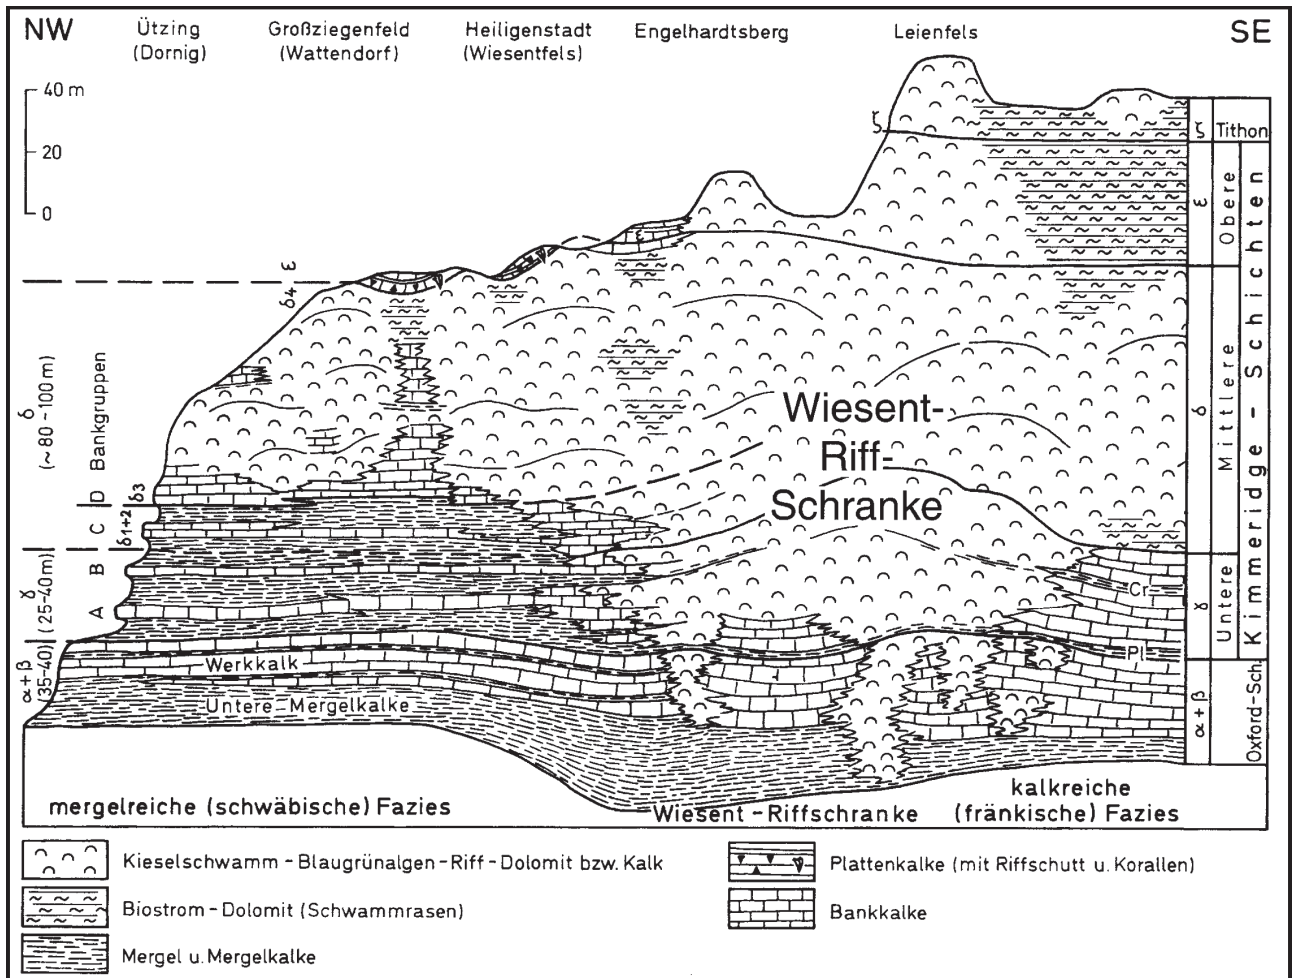 NW
Ützing
(Dornig)
Großziegenfeld
(Wattendorf)
Heiligenstadt
(Wiesentfels)
Engelhardtsberg
Leienfels
SE
40 m
20
0
ζ
ζ
Tithon
ε
Obere
ε
δ4
ε
δ
(~80-100m)
Bankgruppen
D
C
B
A
δ3
δ1+2
γ
(25-40m)
α+β
(35-40)
Wiesent-
Riff-
Schranke
δ
Mittlere
γ
Untere
Kimmeridge - Schichten
α+β
Oxford-Sch.
Cr
Pl
Werkkalk
Untere-Mergelkalke
mergelreiche (schwäbische) Fazies
Wiesent-Riffschranke
kalkreiche
(fränkische) Fazies
Kieselschwamm-Blaugrünalgen-Riff-Dolomit bzw. Kalk
Biostrom-Dolomit (Schwammrasen)
Mergel u. Mergelkalke
Plattenkalke (mit Riffschutt u. Korallen)
Bankkalke